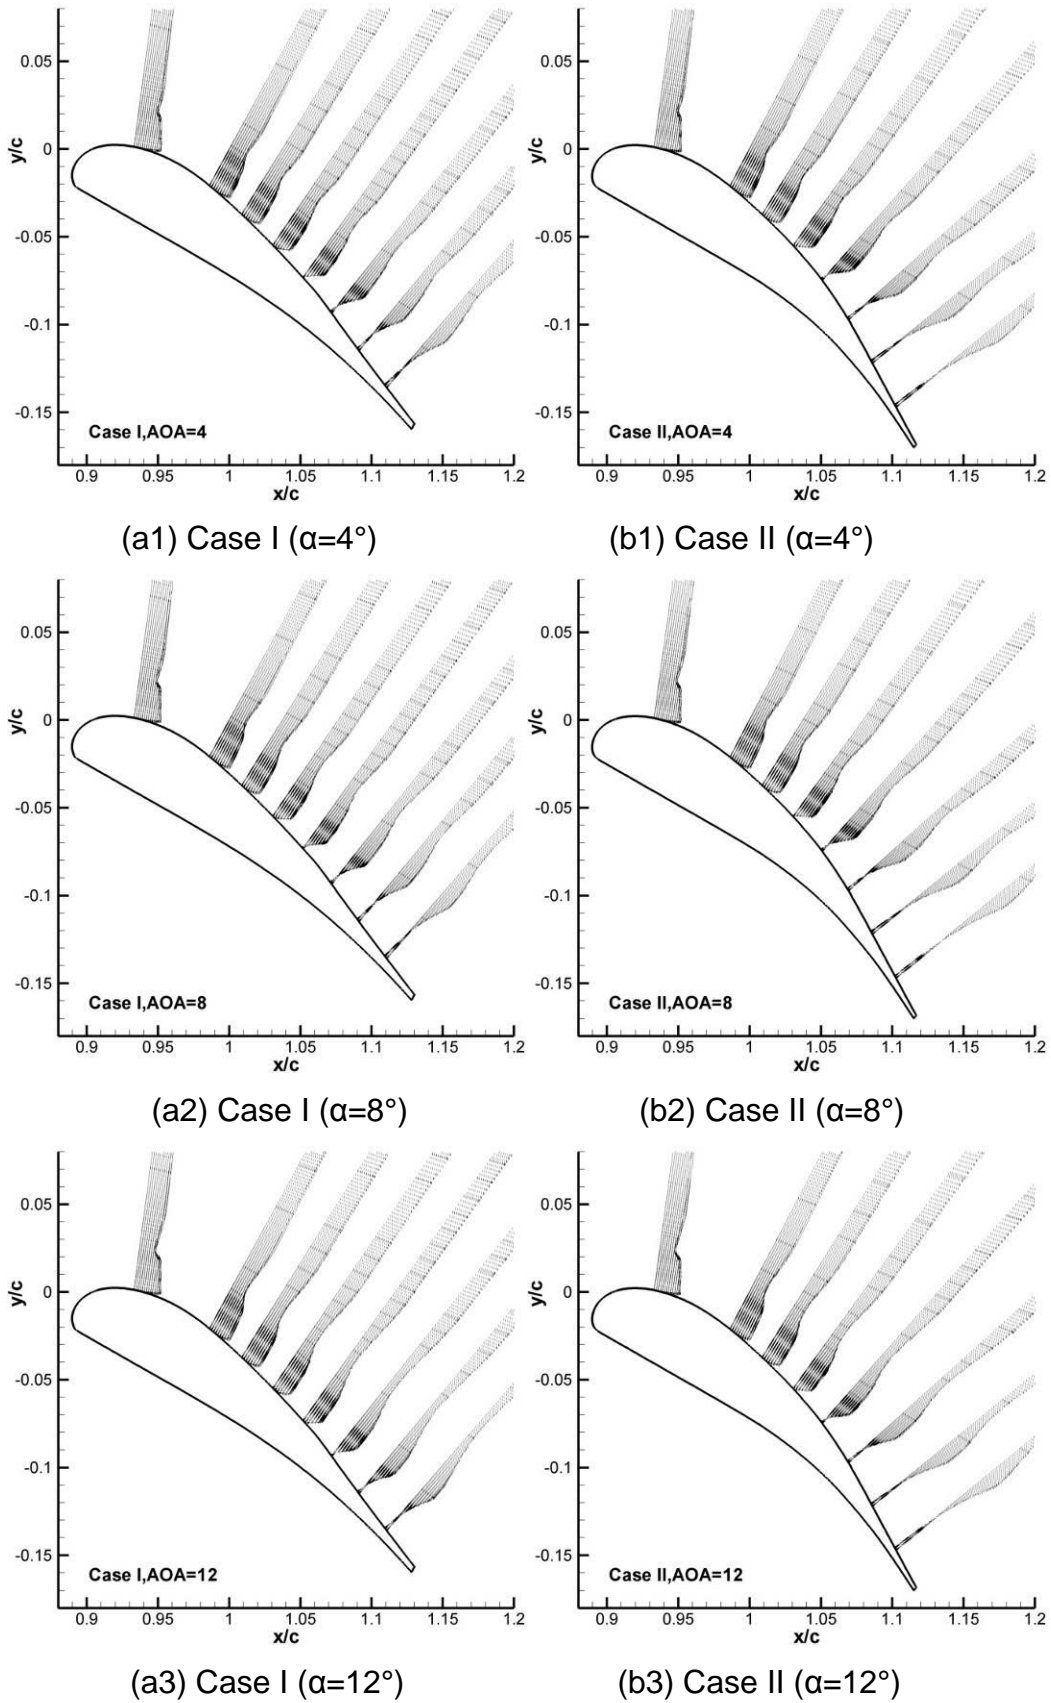 0.05
0
-0.05
-0.1
-0.15
y/c
Case I,AOA=4
0.9 0.95 1 1.05 1.1 1.15 1.2
x/c
0.05
0
-0.05
-0.1
-0.15
y/c
Case II,AOA=4
0.9 0.95 1 1.05 1.1 1.15 1.2
x/c
(a1) Case I (α=4°)
(b1) Case II (α=4°)
0.05
0
-0.05
-0.1
-0.15
y/c
Case I,AOA=8
0.9 0.95 1 1.05 1.1 1.15 1.2
x/c
0.05
0
-0.05
-0.1
-0.15
y/c
Case II,AOA=8
0.9 0.95 1 1.05 1.1 1.15 1.2
x/c
(a2) Case I (α=8°)
(b2) Case II (α=8°)
0.05
0
-0.05
-0.1
-0.15
y/c
Case I,AOA=12
0.9 0.95 1 1.05 1.1 1.15 1.2
x/c
0.05
0
-0.05
-0.1
-0.15
y/c
Case II,AOA=12
0.9 0.95 1 1.05 1.1 1.15 1.2
x/c
(a3) Case I (α=12°)
(b3) Case II (α=12°)